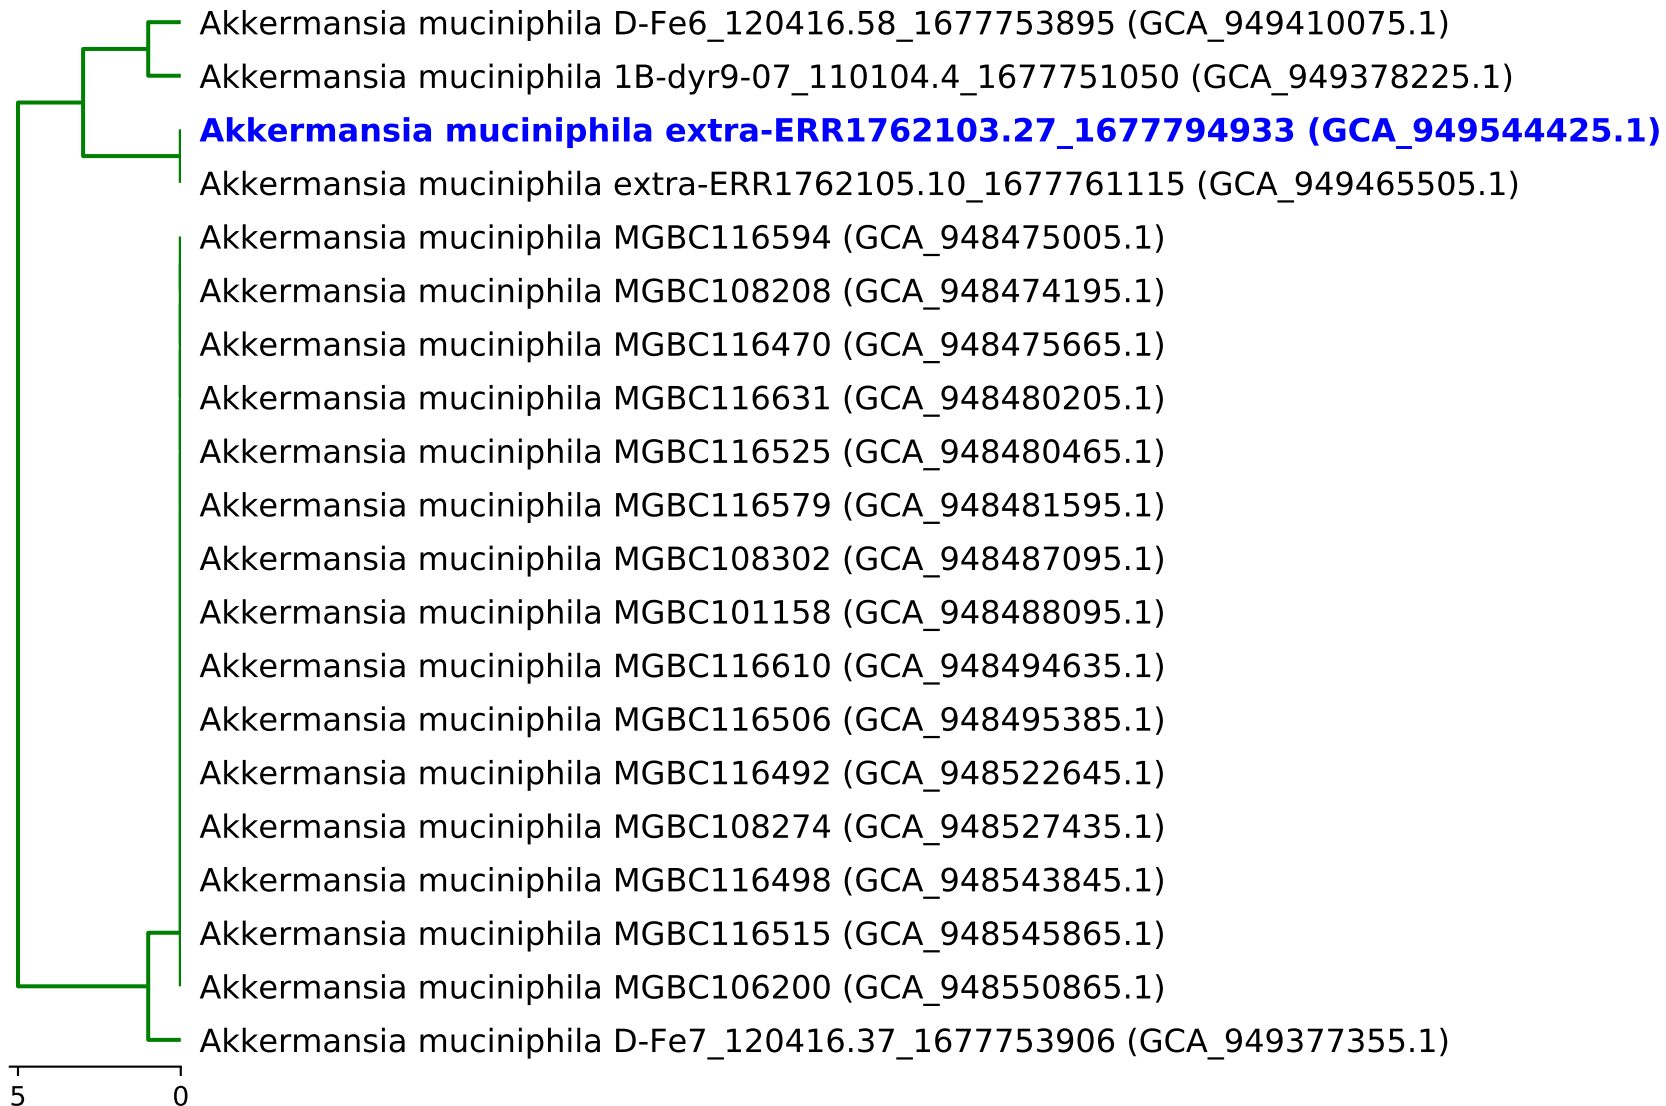 Akkermansia muciniphila D-Fe6_120416.58_1677753895 (GCA_949410075.1)
Akkermansia muciniphila 1B-dyr9-07_110104.4_1677751050 (GCA_949378225.1)
Akkermansia muciniphila extra-ERR1762103.27_1677794933 (GCA_949544425.1)
Akkermansia muciniphila extra-ERR1762105.10_1677761115 (GCA_949465505.1)
Akkermansia muciniphila MGBC116594 (GCA_948475005.1)
Akkermansia muciniphila MGBC108208 (GCA_948474195.1)
Akkermansia muciniphila MGBC116470 (GCA_948475665.1)
Akkermansia muciniphila MGBC116631 (GCA_948480205.1)
Akkermansia muciniphila MGBC116525 (GCA_948480465.1)
Akkermansia muciniphila MGBC116579 (GCA_948481595.1)
Akkermansia muciniphila MGBC108302 (GCA_948487095.1)
Akkermansia muciniphila MGBC101158 (GCA_948488095.1)
Akkermansia muciniphila MGBC116610 (GCA_948494635.1)
Akkermansia muciniphila MGBC116506 (GCA_948495385.1)
Akkermansia muciniphila MGBC116492 (GCA_948522645.1)
Akkermansia muciniphila MGBC108274 (GCA_948527435.1)
Akkermansia muciniphila MGBC116498 (GCA_948543845.1)
Akkermansia muciniphila MGBC116515 (GCA_948545865.1)
Akkermansia muciniphila MGBC106200 (GCA_948550865.1)
Akkermansia muciniphila D-Fe7_120416.37_1677753906 (GCA_949377355.1)
5 0